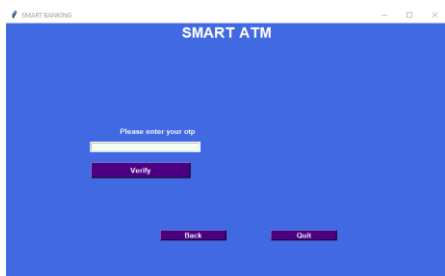 SMART BANKING
SMART ATM
Please enter your otp
Verify
Back Quit